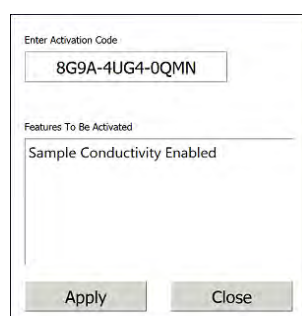 Enter Activation Code
8G9A-4UG4-0QMN
Features To Be Activated
Sample Conductivity Enabled
Apply Close